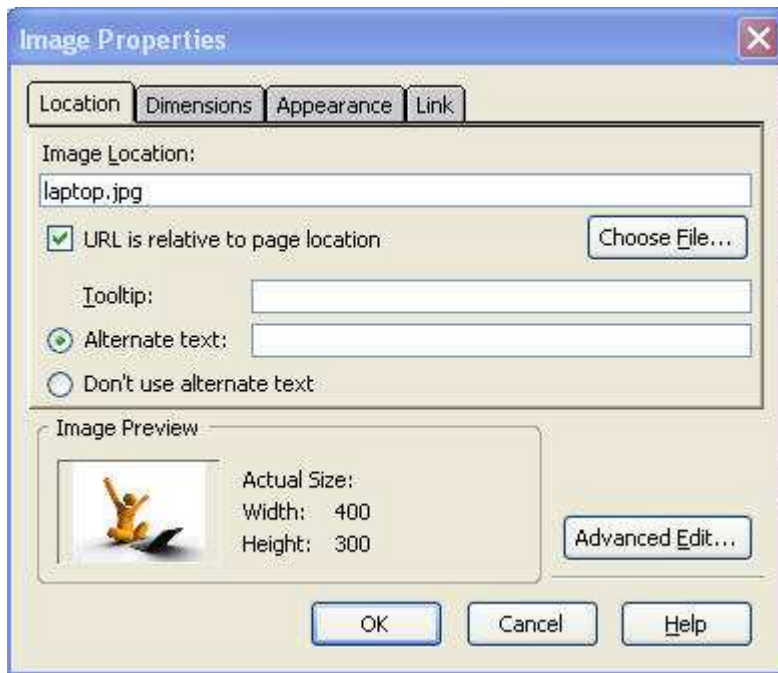 Image Properties
Location Dimensions Appearance Link
Image Location:
laptop.jpg
URL is relative to page location
Choose File...
Tooltip:
Alternate text:
Don't use alternate text
Image Preview
Actual Size:
Width: 400
Height: 300
Advanced Edit...
OK Cancel Help